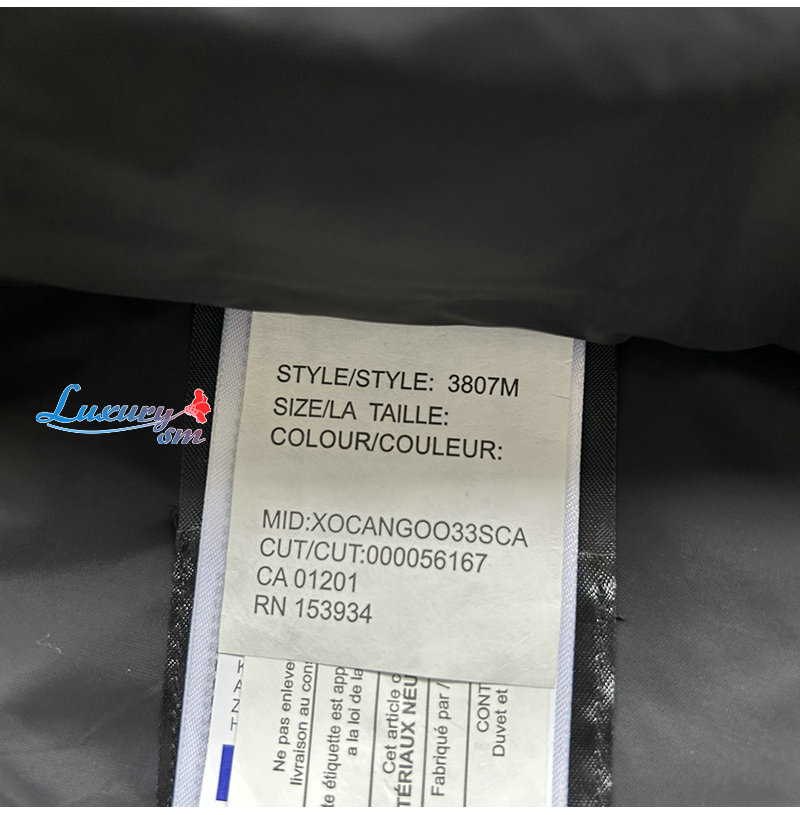 Luxury
sm
STYLE/STYLE: 3807M
SIZE/LA TAILLE:
COLOUR/COULEUR:
MID:XOCANGOO33SCA
CUT/CUT:000056167
CA 01201
RN 153934
K
A
Z
Ne pas enleve
livraison au con
te étiquette est app
a la loi de la
Cet article c
TÉRIAUX NEU
Fabriqué par /
CONT
Duvet et